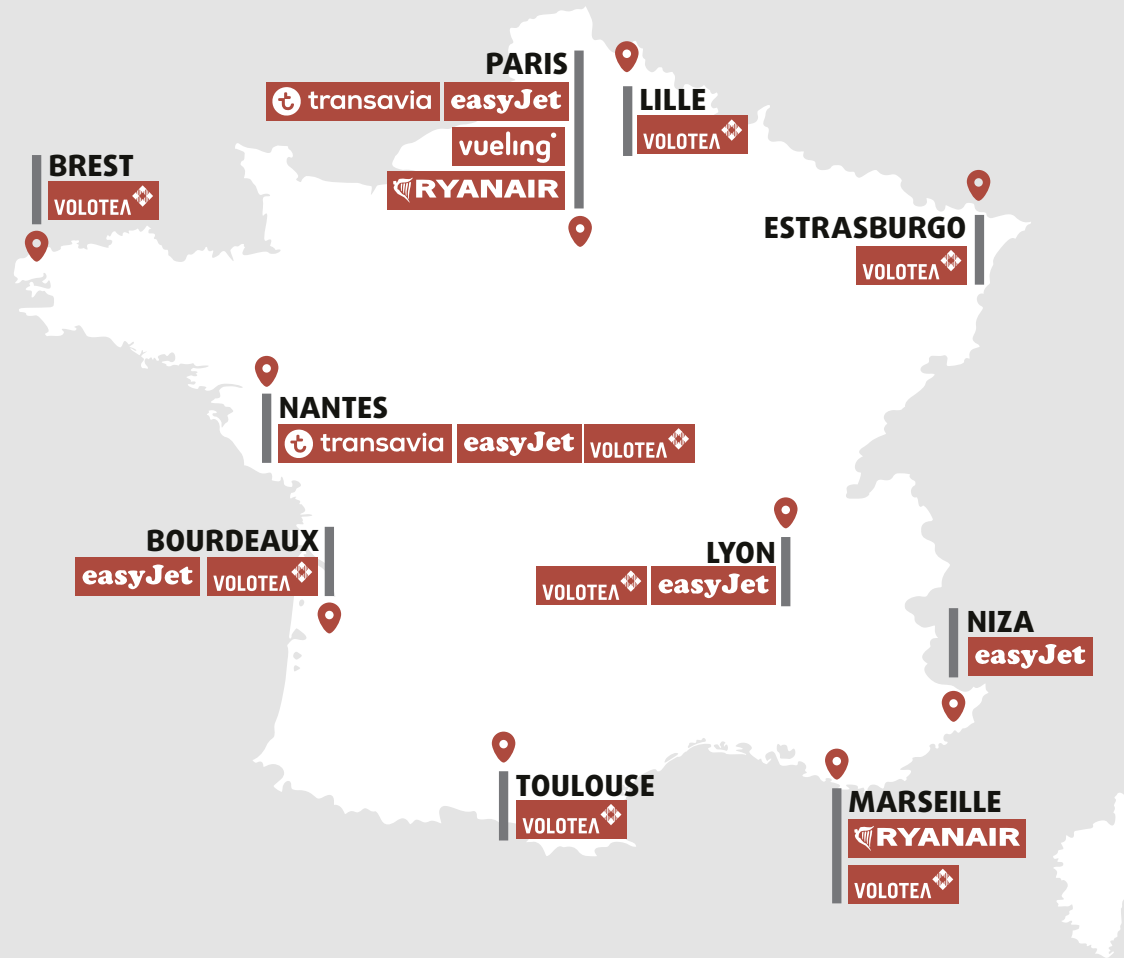 PARIS
transavia easyJet
vueling
RYANAIR
LILLE
VOLOTEA
BREST
VOLOTEA
ESTRASBURGO
VOLOTEA
NANTES
transavia easyJet VOLOTEA
BOURDEAUX
easyJet VOLOTEA
LYON
VOLOTEA easyJet
NIZA
easyJet
TOULOUSE
VOLOTEA
MARSEILLE
RYANAIR
VOLOTEA